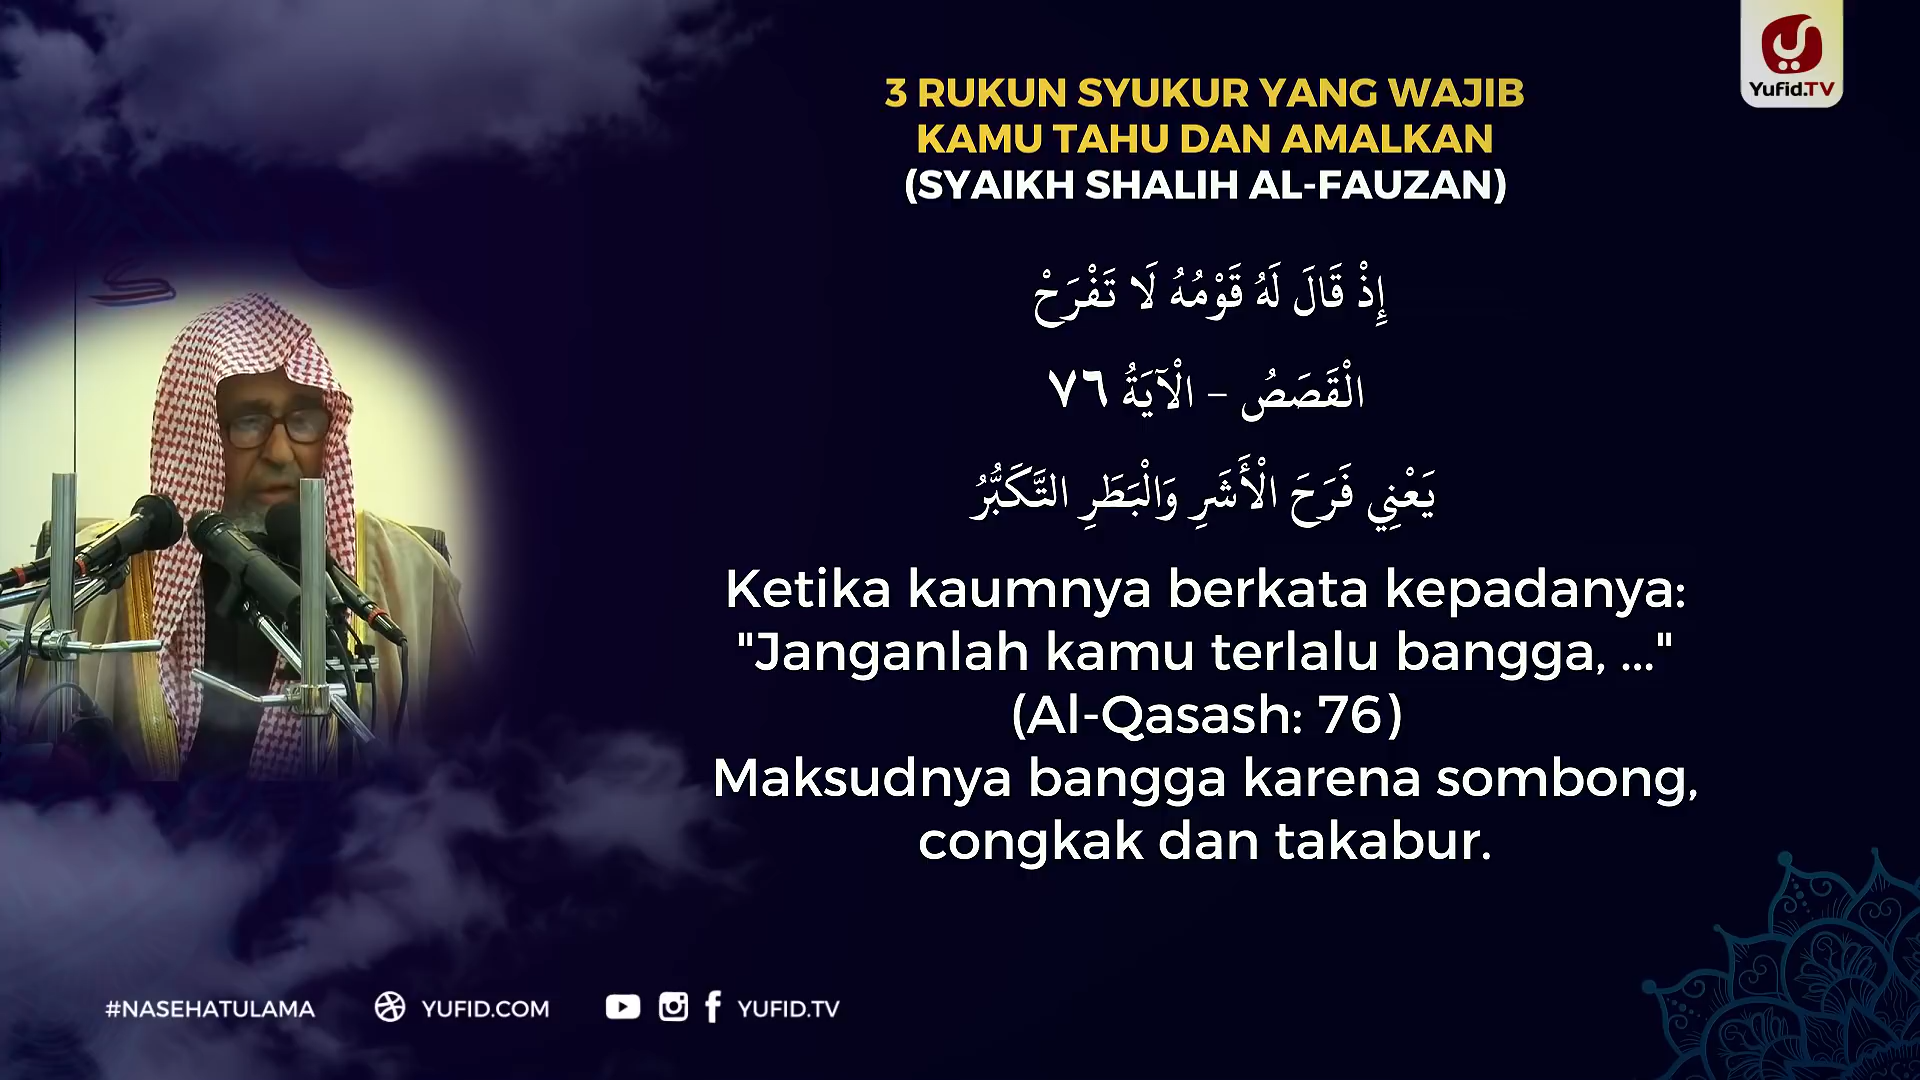 Yufid.TV
3 RUKUN SYUKUR YANG WAJIB
KAMU TAHU DAN AMALKAN
(SYAIKH SHALIH AL-FAUZAN)
إِذْ قَالَ لَهُ قَوْمُهُ لَا تَفْرَحْ
الْقَصَصُ – الْآيَةُ ٧٦
يَعْنِي فَرَحَ الْأَشَرِ وَالْبَطَرِ التَّكَبُّرُ
Ketika kaumnya berkata kepadanya:
"Janganlah kamu terlalu bangga, ..."
(Al-Qasash: 76)
Maksudnya bangga karena sombong,
congkak dan takabur.
#NASEHATULAMA YUFID.COM YUFID.TV